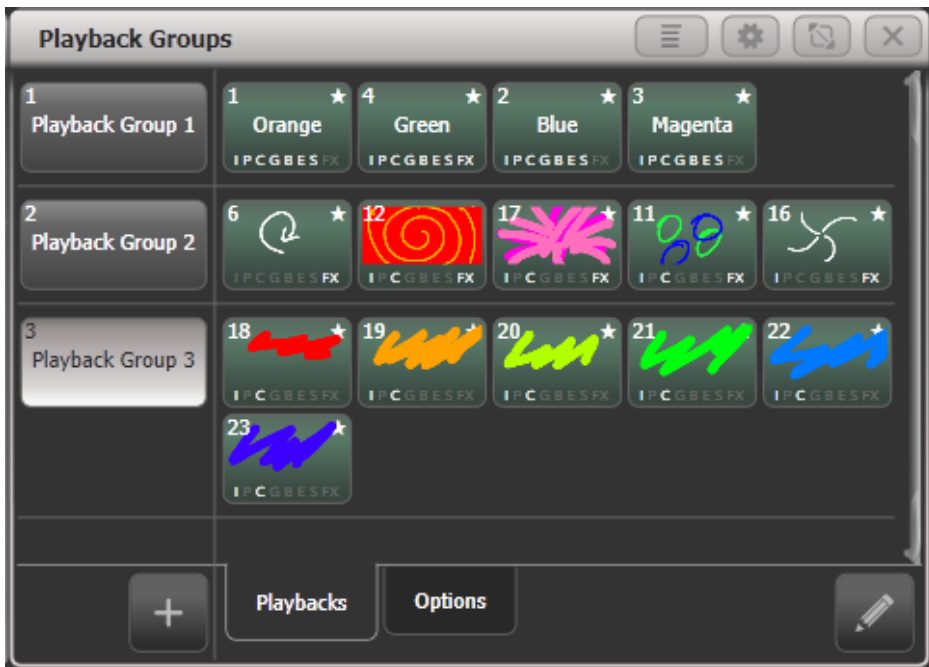 Playback Groups
1
Playback Group 1
1
Orange
IPCGBESFX
4
Green
IPCGBESFX
2
Blue
IPCGBESFX
3
Magenta
IPCGBESFX
2
Playback Group 2
6
IPCGBESFX
12
IPCGBESFX
17
IPCGBESFX
11
IPCGBESFX
16
IPCGBESFX
3
Playback Group 3
18
IPCGBESFX
19
IPCGBESFX
20
IPCGBESFX
21
IPCGBESFX
22
IPCGBESFX
23
IPCGBESFX
Playbacks
Options